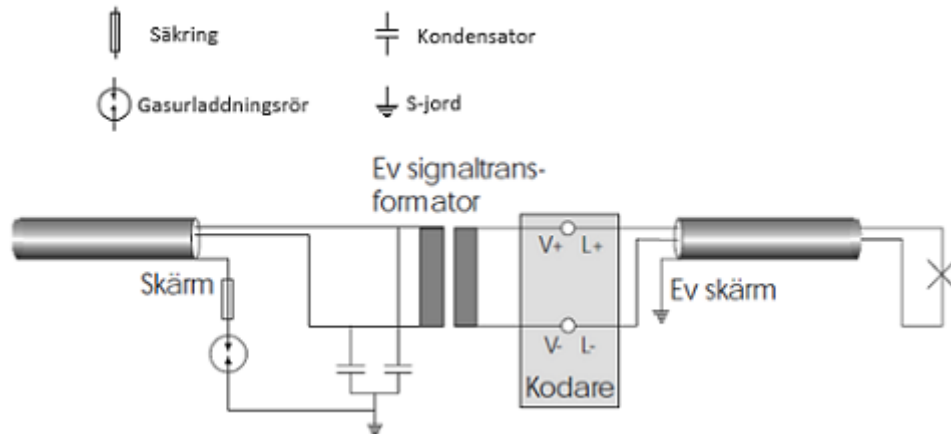 Säkring
Kondensator
Gasurladdningsrör
S-jord
Ev signaltrans-
formator
V+ L+
Skärm
Ev skärm
V- L-
Kodare